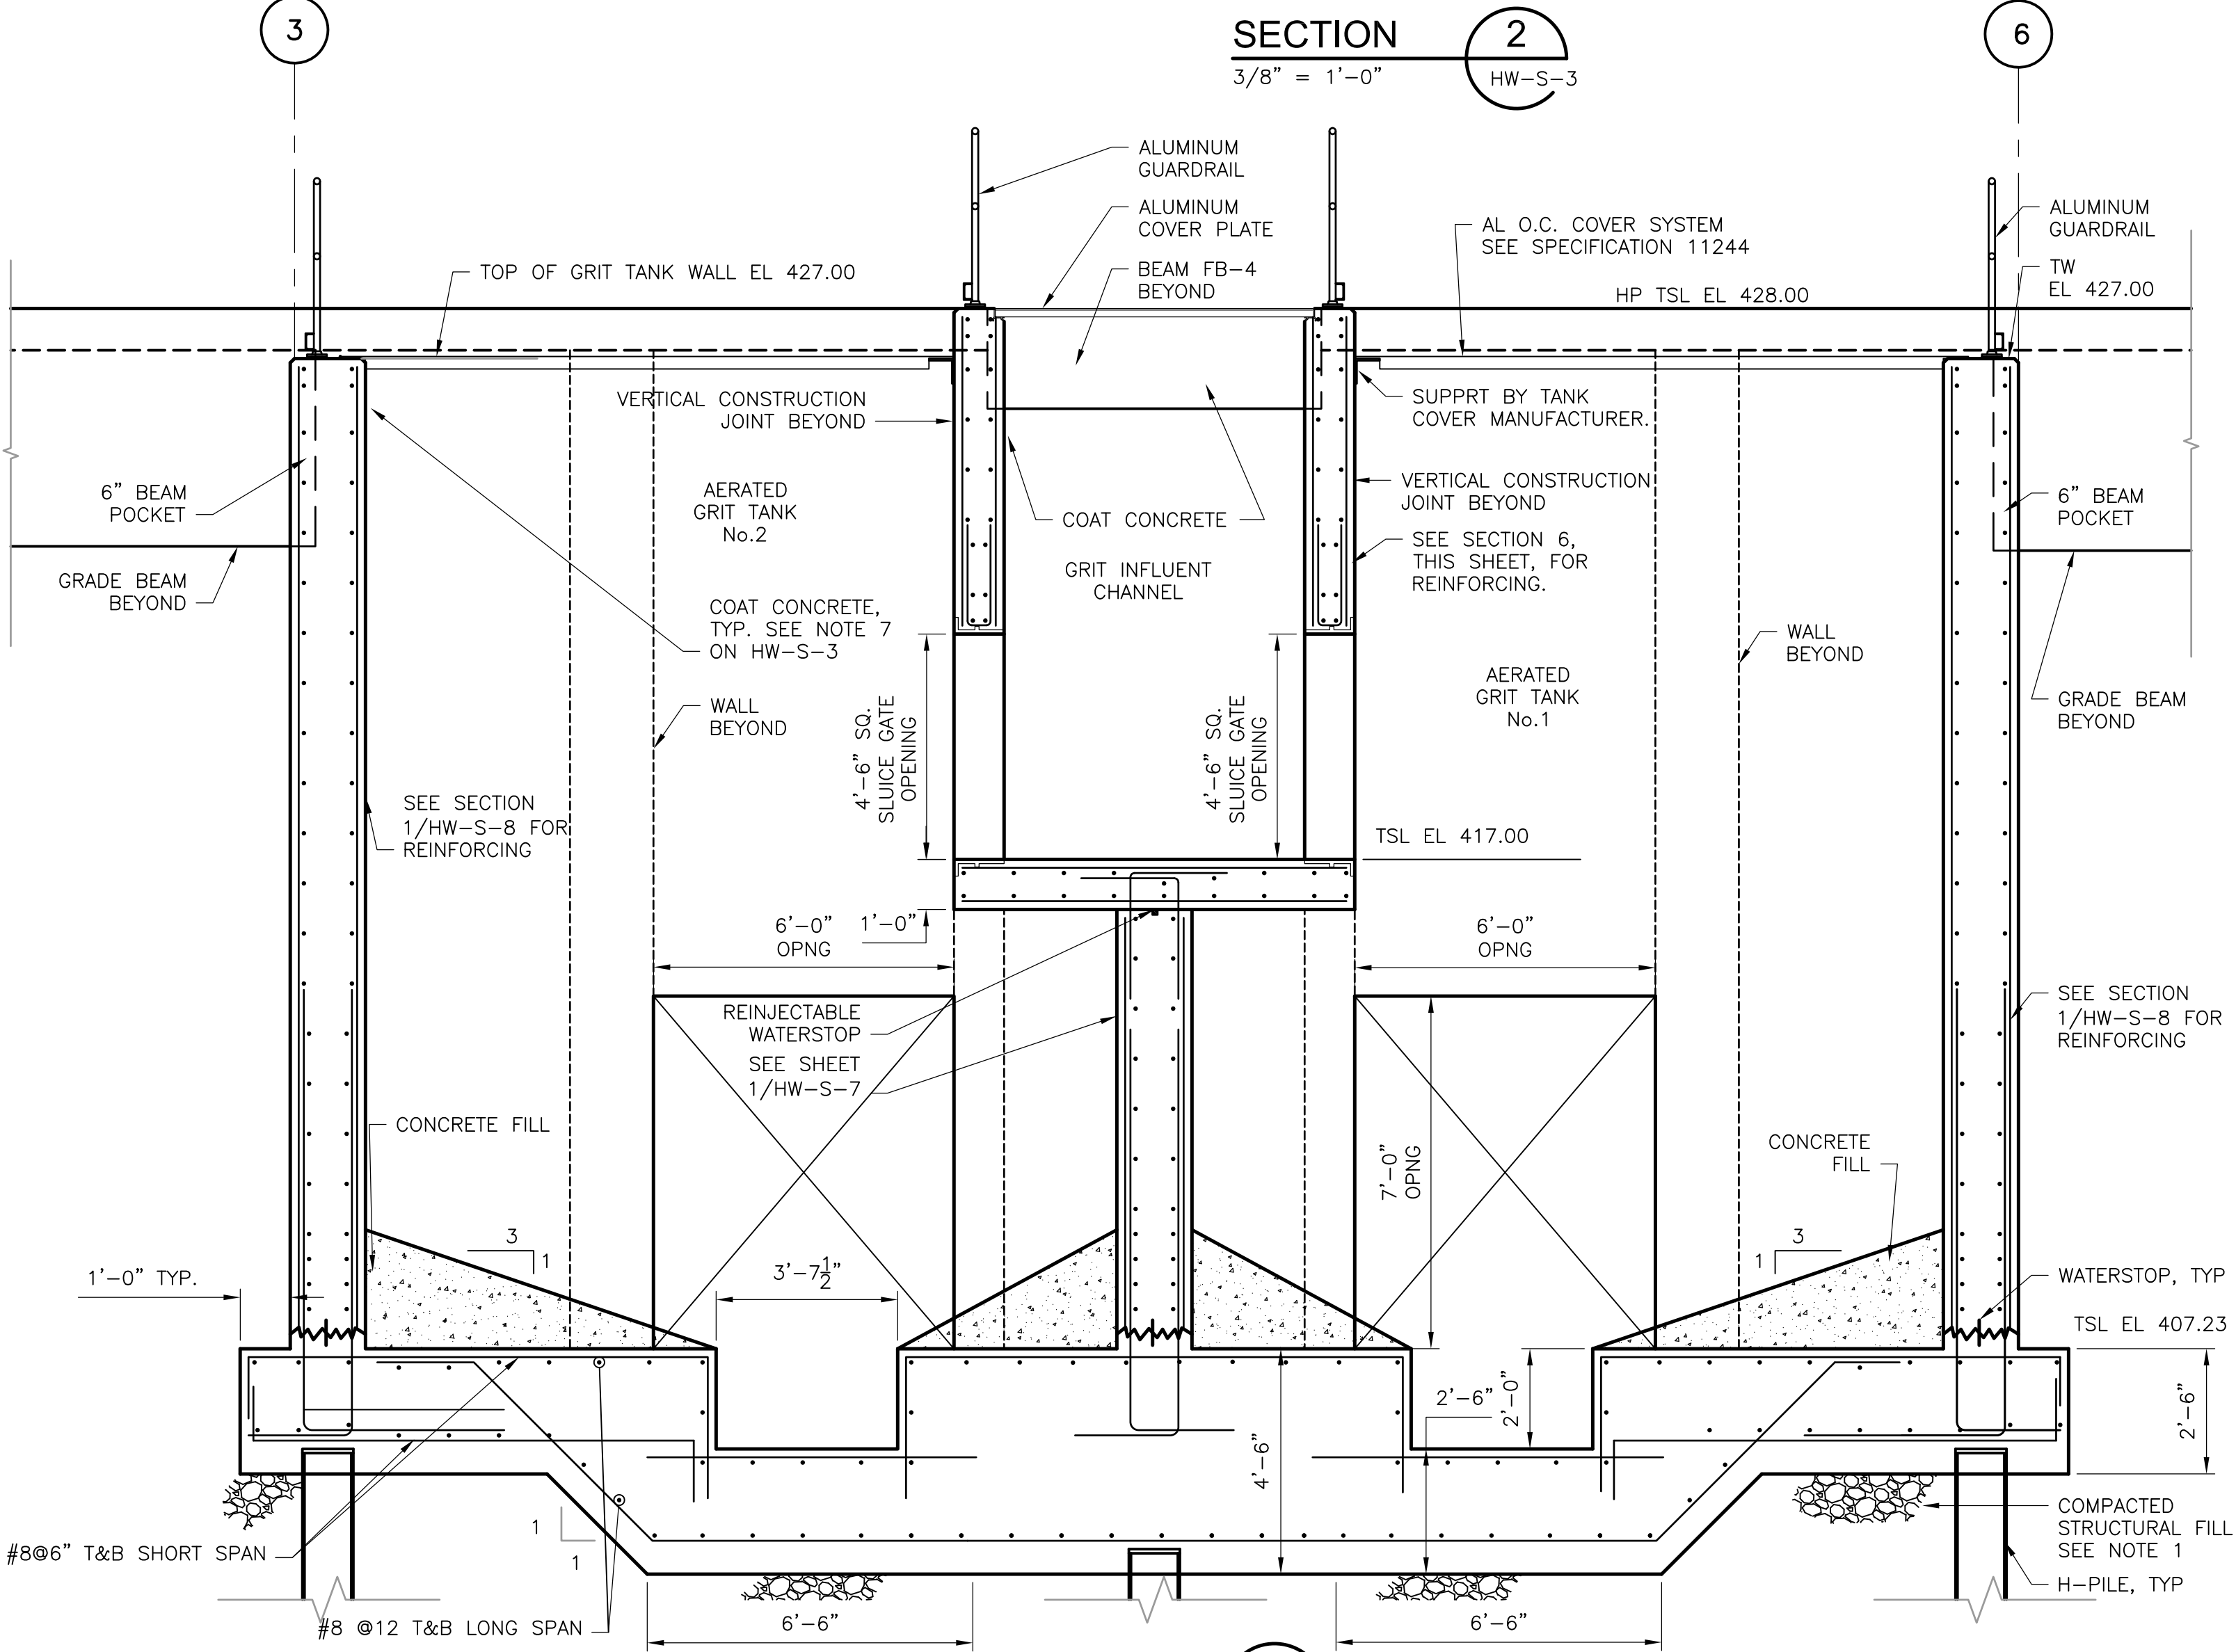 3
SECTION
3/8" = 1'-0"
2
HW-S-3
6
ALUMINUM
GUARDRAIL
ALUMINUM
COVER PLATE
BEAM FB-4
BEYOND
AL O.C. COVER SYSTEM
SEE SPECIFICATION 11244
ALUMINUM
GUARDRAIL
TW
EL 427.00
TOP OF GRIT TANK WALL EL 427.00
HP TSL EL 428.00
VERTICAL CONSTRUCTION
JOINT BEYOND
SUPPRT BY TANK
COVER MANUFACTURER.
6" BEAM
POCKET
AERATED
GRIT TANK
No.2
COAT CONCRETE
VERTICAL CONSTRUCTION
JOINT BEYOND
6" BEAM
POCKET
GRADE BEAM
BEYOND
GRIT INFLUENT
CHANNEL
SEE SECTION 6,
THIS SHEET, FOR
REINFORCING.
COAT CONCRETE,
TYP. SEE NOTE 7
ON HW-S-3
WALL
BEYOND
AERATED
GRIT TANK
No.1
WALL
BEYOND
GRADE BEAM
BEYOND
4'-6" SQ.
SLUICE GATE
OPENING
4'-6" SQ.
SLUICE GATE
OPENING
SEE SECTION
1/HW-S-8 FOR
REINFORCING
TSL EL 417.00
6'-0"
OPNG
1'-0"
6'-0"
OPNG
REINJECTABLE
WATERSTOP
SEE SHEET
1/HW-S-7
SEE SECTION
1/HW-S-8 FOR
REINFORCING
CONCRETE FILL
7'-0"
OPNG
CONCRETE
FILL
3
1
3
1
1'-0" TYP.
3'-7½"
WATERSTOP, TYP
TSL EL 407.23
2'-6"
2'-0"
4'-6"
2'-6"
1
1
#8@6" T&B SHORT SPAN
COMPACTED
STRUCTURAL FILL
SEE NOTE 1
H-PILE, TYP
#8 @12 T&B LONG SPAN
6'-6"
6'-6"